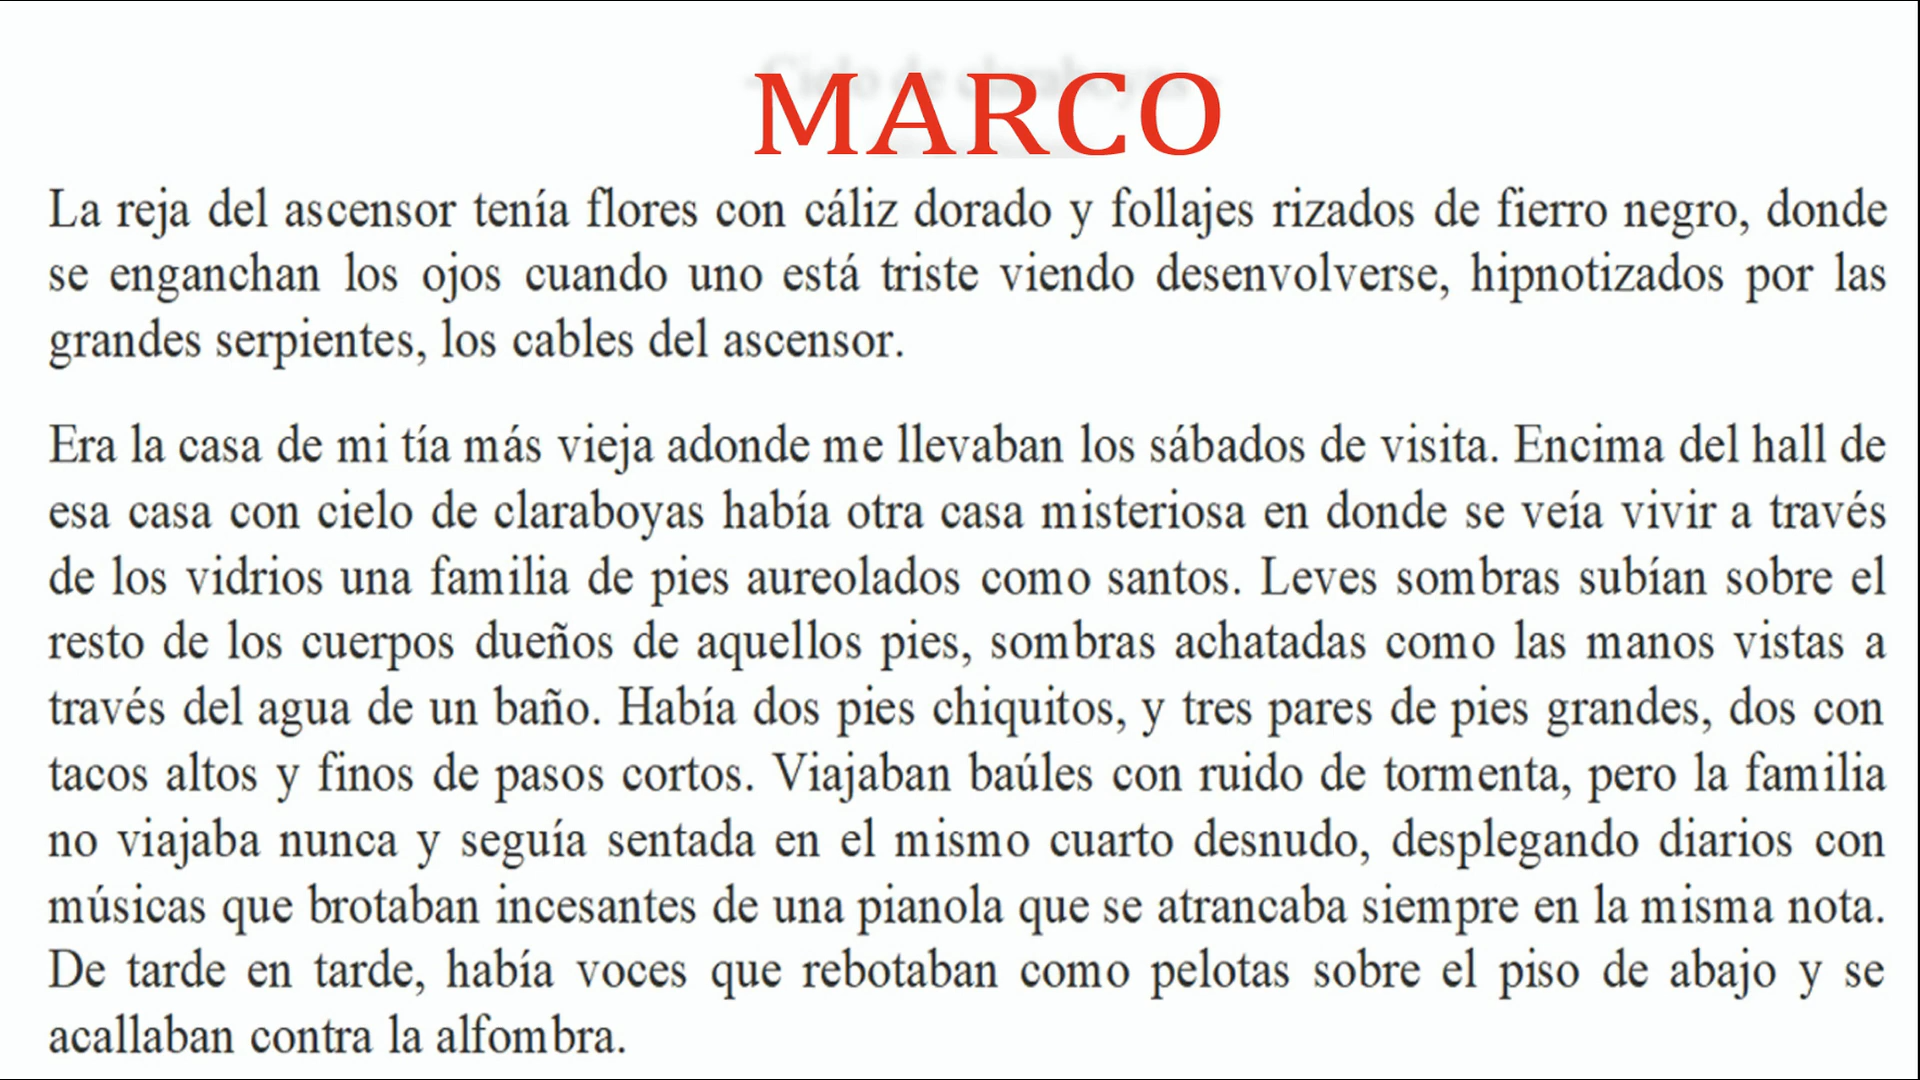 MARCO
La reja del ascensor tenía flores con cáliz dorado y follajes rizados de fierro negro, donde
se enganchan los ojos cuando uno está triste viendo desenvolverse, hipnotizados por las
grandes serpientes, los cables del ascensor.
Era la casa de mi tía más vieja adonde me llevaban los sábados de visita. Encima del hall de
esa casa con cielo de claraboyas había otra casa misteriosa en donde se veía vivir a través
de los vidrios una familia de pies aureolados como santos. Leves sombras subían sobre el
resto de los cuerpos dueños de aquellos pies, sombras achatadas como las manos vistas a
través del agua de un baño. Había dos pies chiquitos, y tres pares de pies grandes, dos con
tacos altos y finos de pasos cortos. Viajaban baúles con ruido de tormenta, pero la familia
no viajaba nunca y seguía sentada en el mismo cuarto desnudo, desplegando diarios con
músicas que brotaban incesantes de una pianola que se atrancaba siempre en la misma nota.
De tarde en tarde, había voces que rebotaban como pelotas sobre el piso de abajo y se
acallaban contra la alfombra.